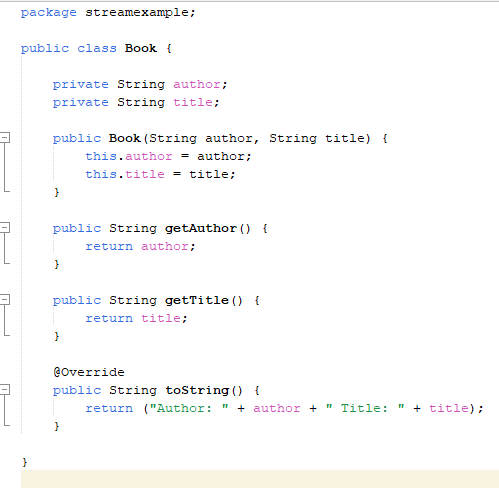 package streamexample;
public class Book {
private String author;
private String title;
public Book(String author, String title) {
this.author = author;
this.title = title;
}
public String getAuthor() {
return author;
}
public String getTitle() {
return title;
}
@Override
public String toString() {
return ("Author: " + author + " Title: " + title);
}
}